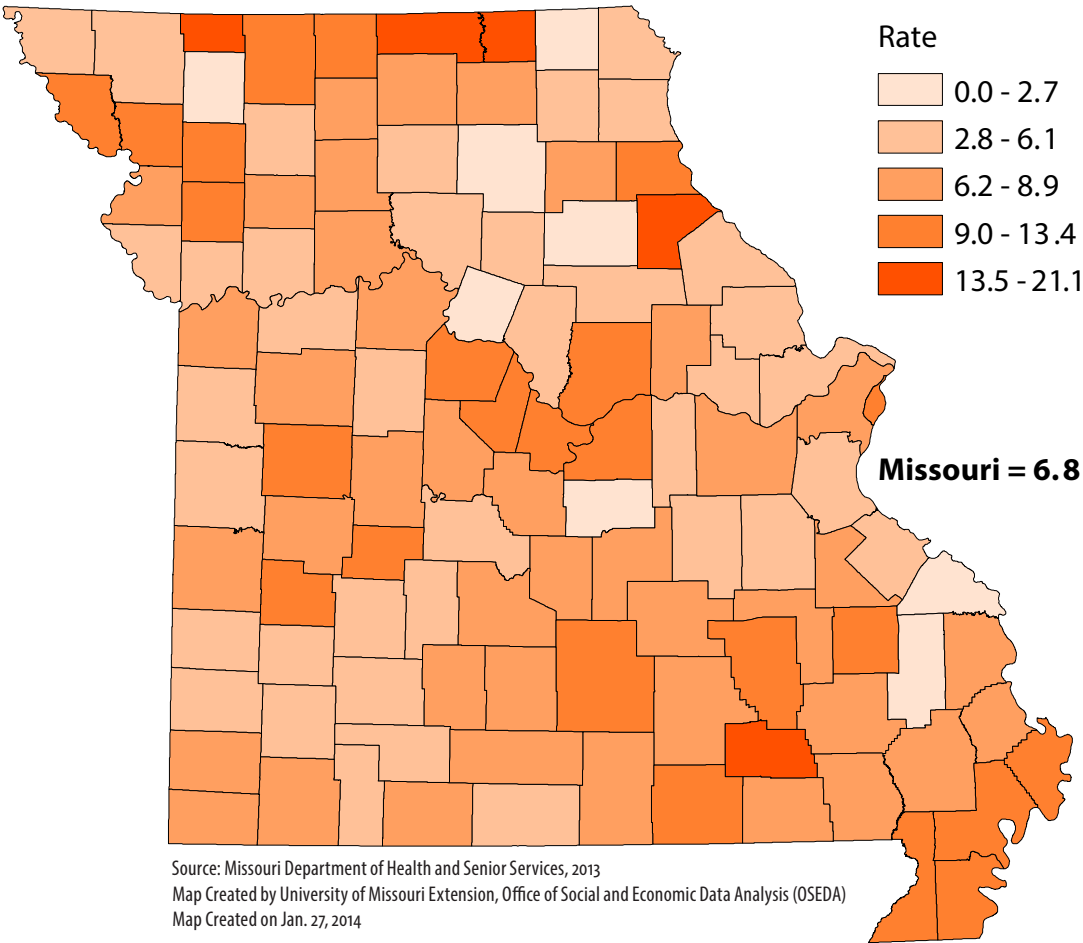 Rate
0.0 - 2.7
2.8 - 6.1
6.2 - 8.9
9.0 - 13.4
13.5 - 21.1
Missouri = 6.8
Source: Missouri Department of Health and Senior Services, 2013
Map Created by University of Missouri Extension, Office of Social and Economic Data Analysis (OSEDA)
Map Created on Jan. 27, 2014